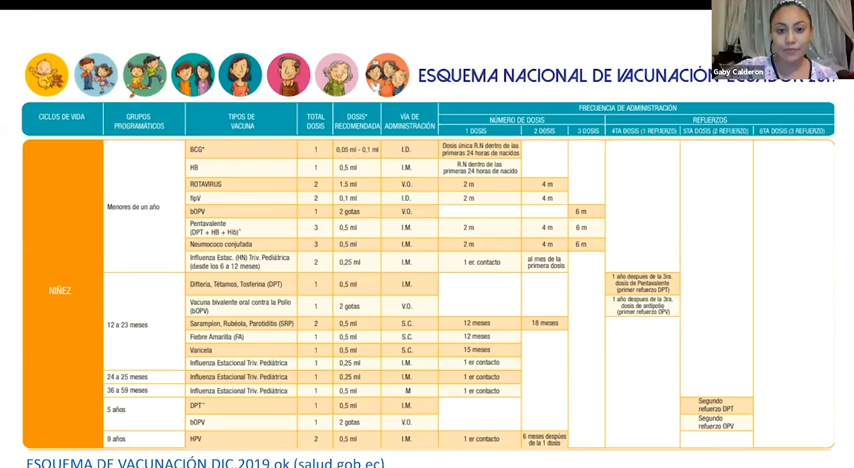 ESQUEMA NACIONAL DE VACUNACIÓN
Gaby Calderon
CICLOS DE VIDA
GRUPOS PROGRAMÁTICOS
TIPOS DE VACUNA
TOTAL DOSIS
DOSIS* RECOMENDADA
VÍA DE ADMINISTRACIÓN
FRECUENCIA DE ADMINISTRACIÓN
NÚMERO DE DOSIS
REFUERZOS
1 DOSIS 2 DOSIS 3 DOSIS 4TA DOSIS (1 REFUERZO) 5TA DÓSIS (2 REFUERZO) 6TA DÓSIS (3 REFUERZO)
NIÑEZ
Menores de un año
BCG* 1 0,05 ml - 0,1 ml I.D. Dosis única R.N dentro de las primeras 24 horas de nacidos
HB 1 0,5 ml I.M. R.N dentro de las primeras 24 horas de nacido
ROTAVIRUS 2 1.5 ml V.O. 2 m 4 m
fipV 2 0,1 ml I.D. 2 m 4 m
bOPV 1 2 gotas V.O. 6 m
Pentavalente (DPT + HB + Hib) 3 0,5 ml I.M. 2 m 4 m 6 m
Neumococo conjufada 3 0,5 ml I.M. 2 m 4 m 6 m
Influenza Estac. (HN) Triv. Pediátrica (desde los 6 a 12 meses) 2 0,25 ml I.M. 1 er. contacto al mes de la primera dosis
12 a 23 meses
Difteria, Tétamos, Tosferina (DPT) 1 0,5 ml I.M. 1 año despues de la 3ra. dosis de Pentavalente (primer refuerzo DPT)
Vacuna bivalente oral contra la Polio (bOPV) 1 2 gotas V.O. 1 año después de la 3ra. dosis de antipolio (primer refuerzo OPV)
Sarampion, Rubéola, Parotiditis (SRP) 2 0,5 ml S.C. 12 meses 18 meses
Fiebre Amarilla (FA) 1 0,5 ml S.C. 12 meses
Varicela 1 0,5 ml S.C. 15 meses
Influenza Estacional Triv. Pediátrica 1 0,25 ml I.M. 1 er contacto
24 a 25 meses Influenza Estacional Triv. Pediátrica 1 0,25 ml I.M. 1 er contacto
36 a 59 meses Influenza Estacional Triv. Pediátrica 1 0,5 ml M 1 er contacto
5 años
DPT 1 0,5 ml I.M. Segundo refuerzo DPT
bOPV 1 2 gotas V.O. Segundo refuerzo OPV
9 años HPV 2 0,5 ml I.M. 1 er contacto 6 meses despúes de la 1 dosis
ESQUEMA DE VACUNACIÓN DIC.2019.ok (salud.gob.ec)